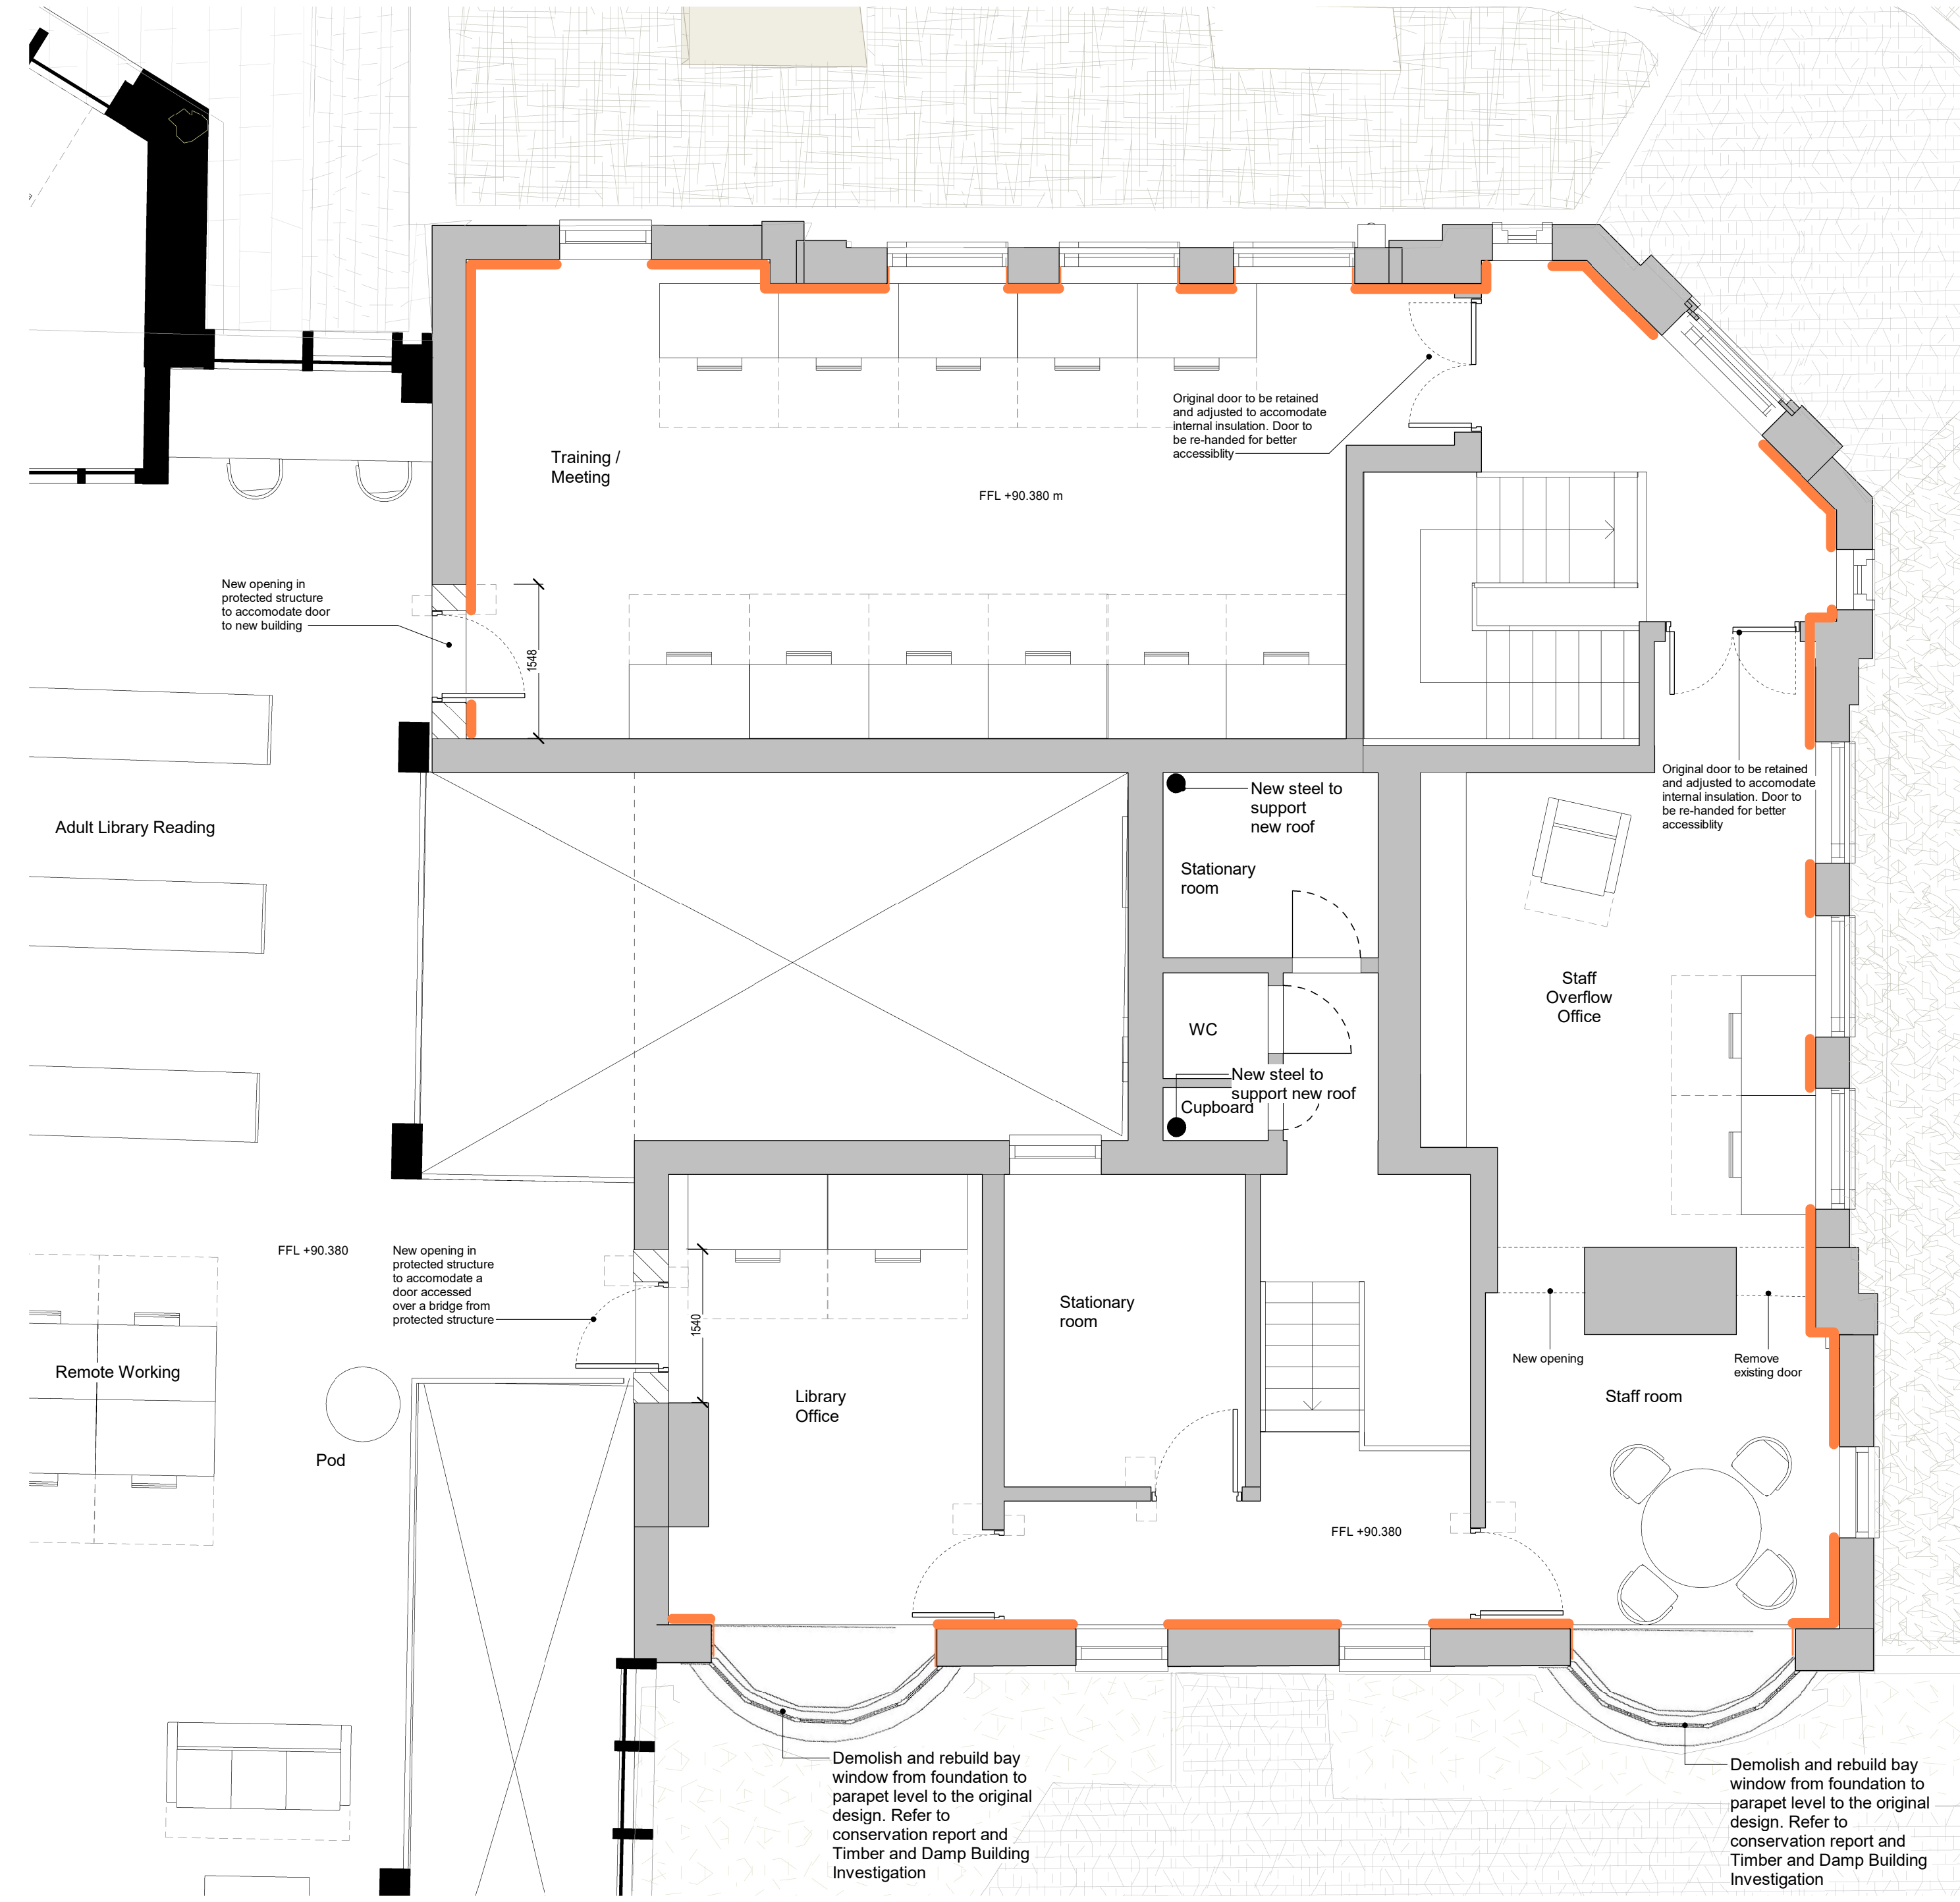 Original door to be retained
and adjusted to accomodate
internal insulation. Door to
be re-handed for better
accessiblity
Training /
Meeting
FFL +90.380 m
New opening in
protected structure
to accomodate door
to new building
1548
Original door to be retained
and adjusted to accomodate
internal insulation. Door to
be re-handed for better
accessiblity
New steel to
support
new roof
Adult Library Reading
Stationary
room
Staff
Overflow
Office
WC
New steel to
support new roof
Cupboard
FFL +90.380
New opening in
protected structure
to accomodate a
door accessed
over a bridge from
protected structure
1540
Stationary
room
New opening
Remove
existing door
Remote Working
Library
Office
Staff room
Pod
FFL +90.380
Demolish and rebuild bay
window from foundation to
parapet level to the original
design. Refer to
conservation report and
Timber and Damp Building
Investigation
Demolish and rebuild bay
window from foundation to
parapet level to the original
design. Refer to
conservation report and
Timber and Damp Building
Investigation